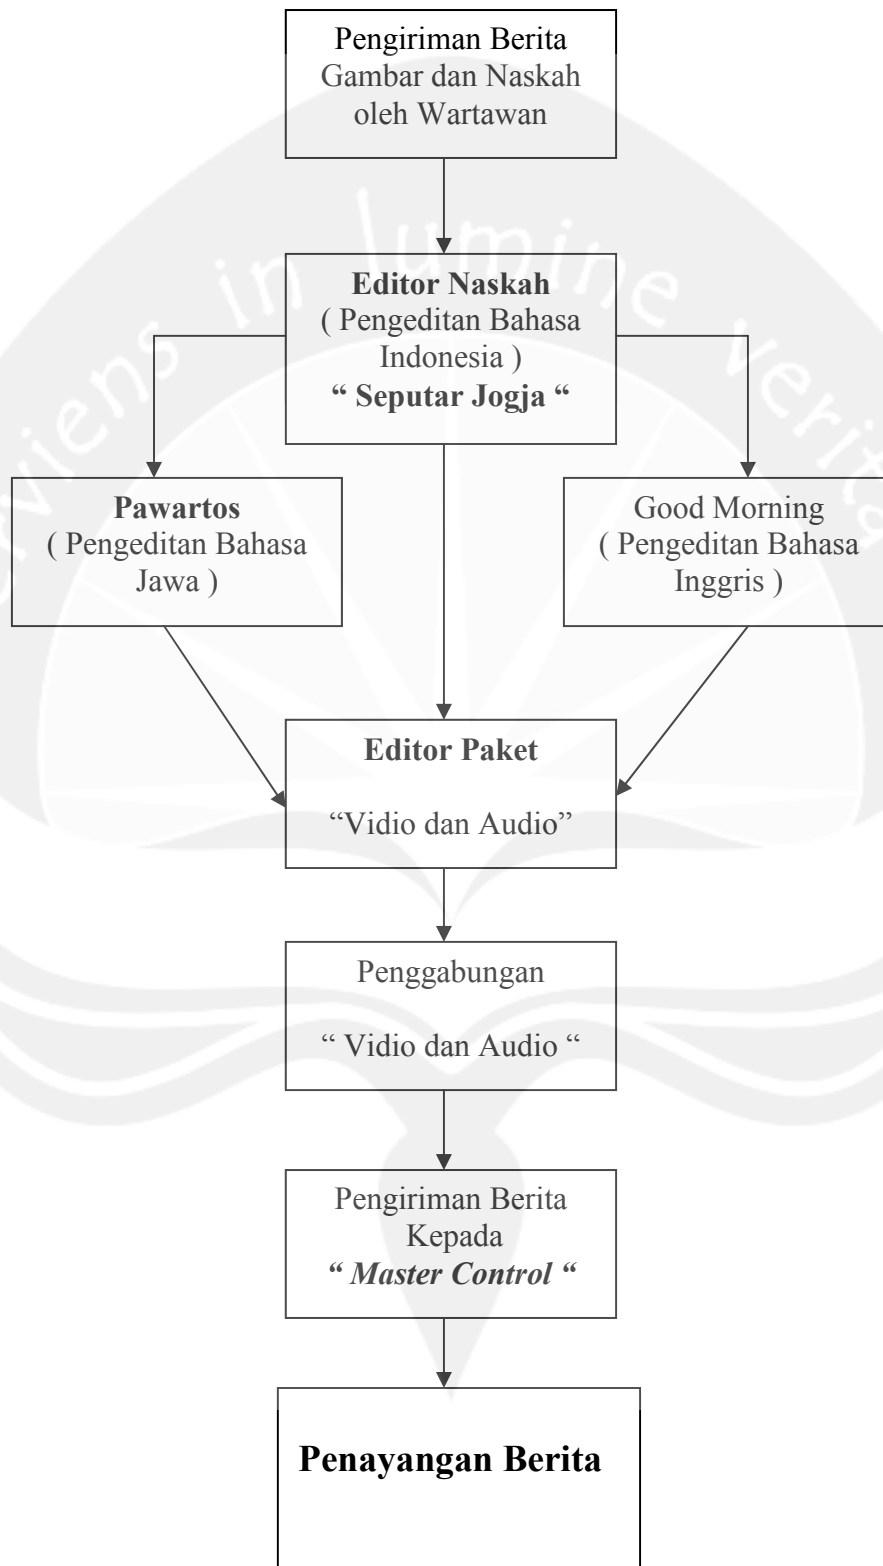 Pengiriman Berita
Gambar dan Naskah
oleh Wartawan
in lumine
Editor Naskah
( Pengeditan Bahasa
Indonesia )
“ Seputar Jogja “
Pawartos
( Pengeditan Bahasa
Jawa )
Good Morning
( Pengeditan Bahasa
Inggris )
Editor Paket
“Vidio dan Audio”
Penggabungan
“ Vidio dan Audio “
Pengiriman Berita
Kepada
“ Master Control “
Penayangan Berita